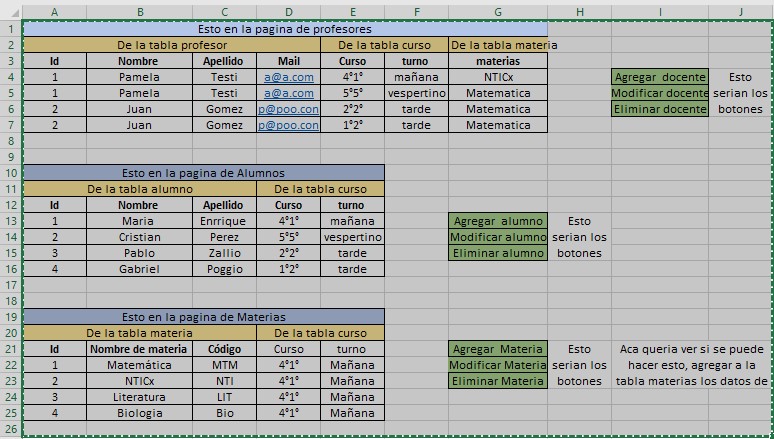 A B C D E F G H I J
1 Esto en la pagina de profesores
2 De la tabla profesor De la tabla curso De la tabla materia
3 Id Nombre Apellido Mail Curso turno materias
4 1 Pamela Testi a@a.com 4°1° mañana NTICx Agregar docente Esto
5 1 Pamela Testi a@a.com 5°5° vespertino Matematica Modificar docente serian los
6 2 Juan Gomez p@poo.con 2°2° tarde Matematica Eliminar docente botones
7 2 Juan Gomez p@poo.con 1°2° tarde Matematica
8
9
10 Esto en la pagina de Alumnos
11 De la tabla alumno De la tabla curso
12 Id Nombre Apellido Curso turno
13 1 Maria Enrrique 4°1° mañana Agregar alumno Esto
14 2 Cristian Perez 5°5° vespertino Modificar alumno serian los
15 3 Pablo Zallio 2°2° tarde Eliminar alumno botones
16 4 Gabriel Poggio 1°2° tarde
17
18
19 Esto en la pagina de Materias
20 De la tabla materia De la tabla curso
21 Id Nombre de materia Código Curso turno Agregar Materia Esto Aca queria ver si se puede
22 1 Matemática MTM 4°1° Mañana Modificar Materia serian los hacer esto, agregar a la
23 2 NTICx NTI 4°1° Mañana Eliminar Materia botones tabla materias los datos de
24 3 Literatura LIT 4°1° Mañana
25 4 Biologia Bio 4°1° Mañana
26